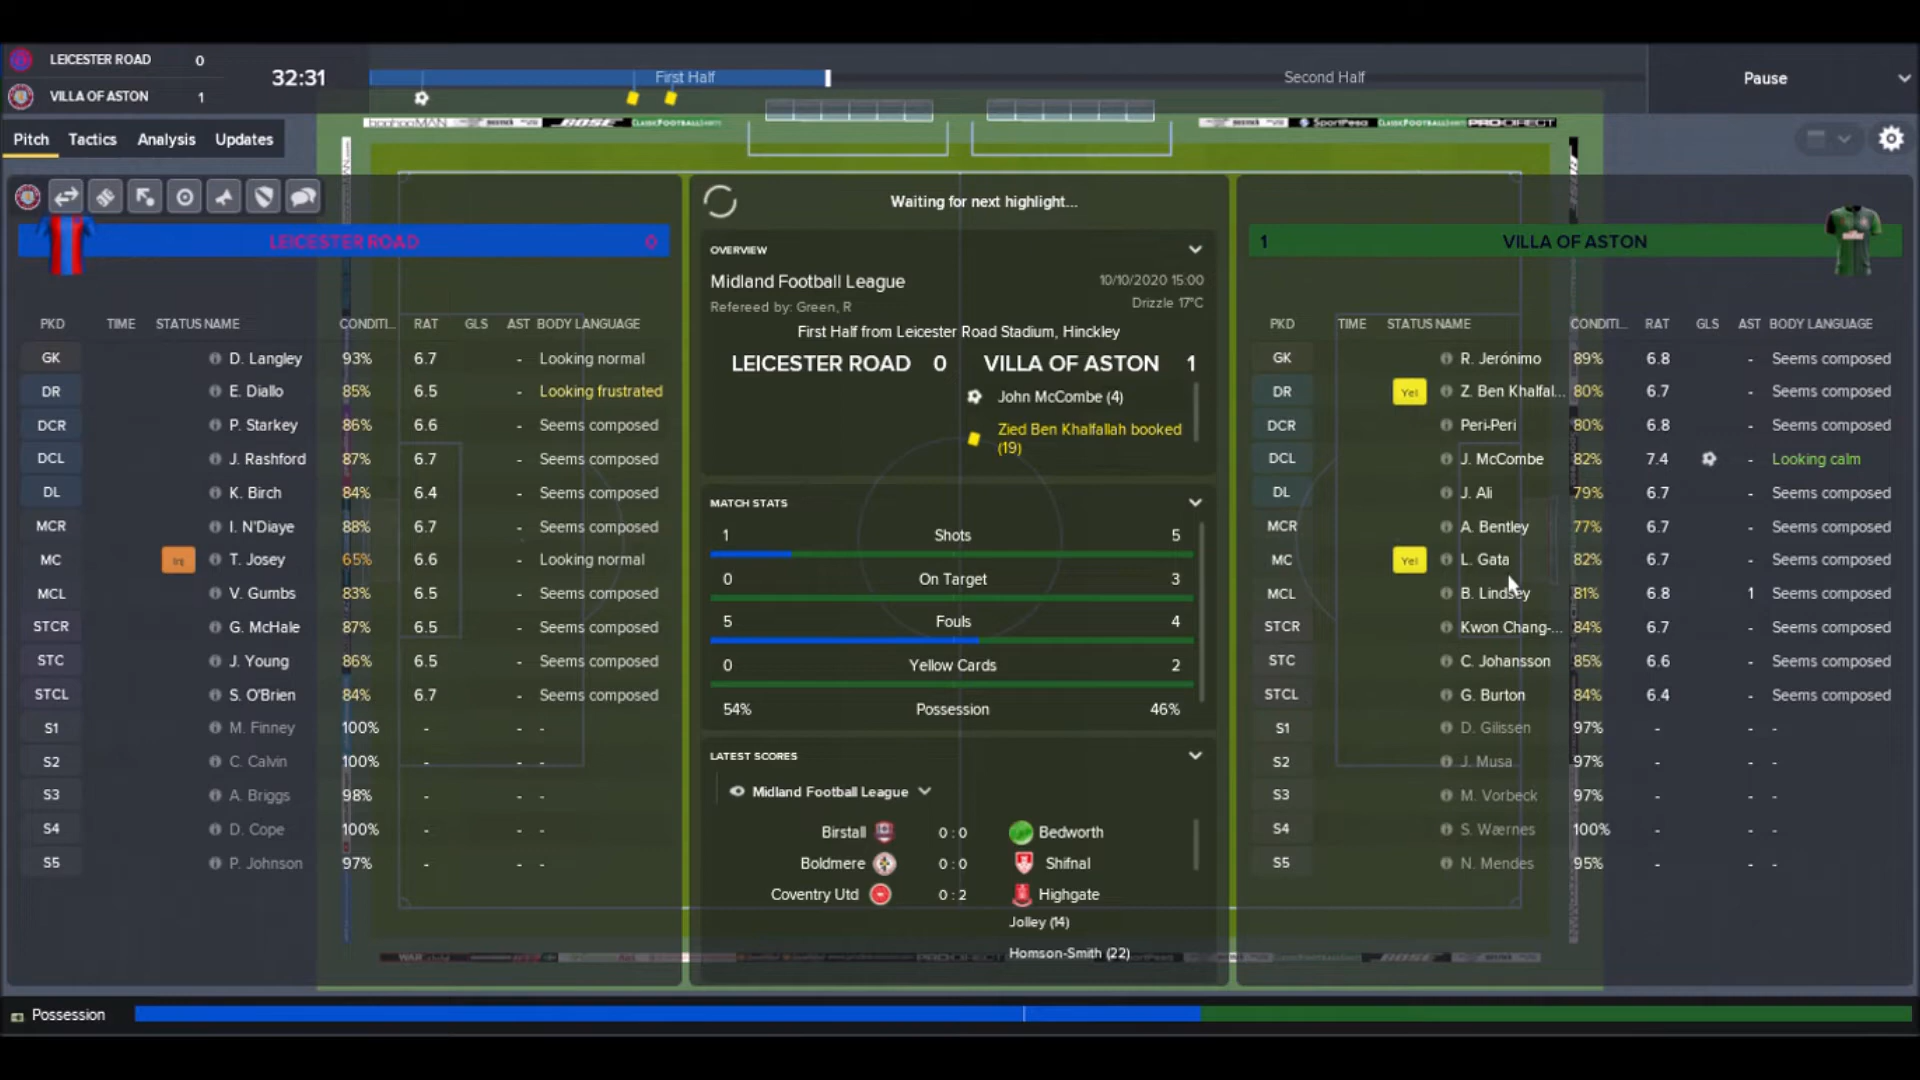 LEICESTER ROAD 0
VILLA OF ASTON 1
32:31
First Half
Second Half
Pause
boohooMAN BOSE CLASSICFOOTBALLSHIRTS
SportPesa CLASSICFOOTBALLSHIRTS PRO:DIRECT
Pitch Tactics Analysis Updates
LEICESTER ROAD 0
PKD TIME STATUS NAME CONDITI... RAT GLS AST BODY LANGUAGE
GK D. Langley 93% 6.7 - Looking normal
DR E. Diallo 85% 6.5 - Looking frustrated
DCR P. Starkey 86% 6.6 - Seems composed
DCL J. Rashford 87% 6.7 - Seems composed
DL K. Birch 84% 6.4 - Seems composed
MCR I. N'Diaye 88% 6.7 - Seems composed
MC Inj T. Josey 65% 6.6 - Looking normal
MCL V. Gumbs 83% 6.5 - Seems composed
STCR G. McHale 87% 6.5 - Seems composed
STC J. Young 86% 6.5 - Seems composed
STCL S. O'Brien 84% 6.7 - Seems composed
S1 M. Finney 100% - - -
S2 C. Calvin 100% - - -
S3 A. Briggs 98% - - -
S4 D. Cope 100% - - -
S5 P. Johnson 97% - - -
Waiting for next highlight...
OVERVIEW
Midland Football League 10/10/2020 15:00
Refereed by: Green, R Drizzle 17°C
First Half from Leicester Road Stadium, Hinckley
LEICESTER ROAD 0 VILLA OF ASTON 1
John McCombe (4)
Zied Ben Khalfallah booked
(19)
MATCH STATS
1 Shots 5
0 On Target 3
5 Fouls 4
0 Yellow Cards 2
54% Possession 46%
LATEST SCORES
Midland Football League
Birstall 0 : 0 Bedworth
Boldmere 0 : 0 Shifnal
Coventry Utd 0 : 2 Highgate
Jolley (14)
Homson-Smith (22)
1 VILLA OF ASTON
PKD TIME STATUS NAME CONDITI... RAT GLS AST BODY LANGUAGE
GK R. Jerónimo 89% 6.8 - Seems composed
DR Yel Z. Ben Khalfal... 80% 6.7 - Seems composed
DCR Peri-Peri 80% 6.8 - Seems composed
DCL J. McCombe 82% 7.4 - Looking calm
DL J. Ali 79% 6.7 - Seems composed
MCR A. Bentley 77% 6.7 - Seems composed
MC Yel L. Gata 82% 6.7 - Seems composed
MCL B. Lindsey 81% 6.8 1 Seems composed
STCR Kwon Chang-... 84% 6.7 - Seems composed
STC C. Johansson 85% 6.6 - Seems composed
STCL G. Burton 84% 6.4 - Seems composed
S1 D. Gilissen 97% - - -
S2 J. Musa 97% - - -
S3 M. Vorbeck 97% - - -
S4 S. Wærnes 100% - - -
S5 N. Mendes 95% - - -
Possession